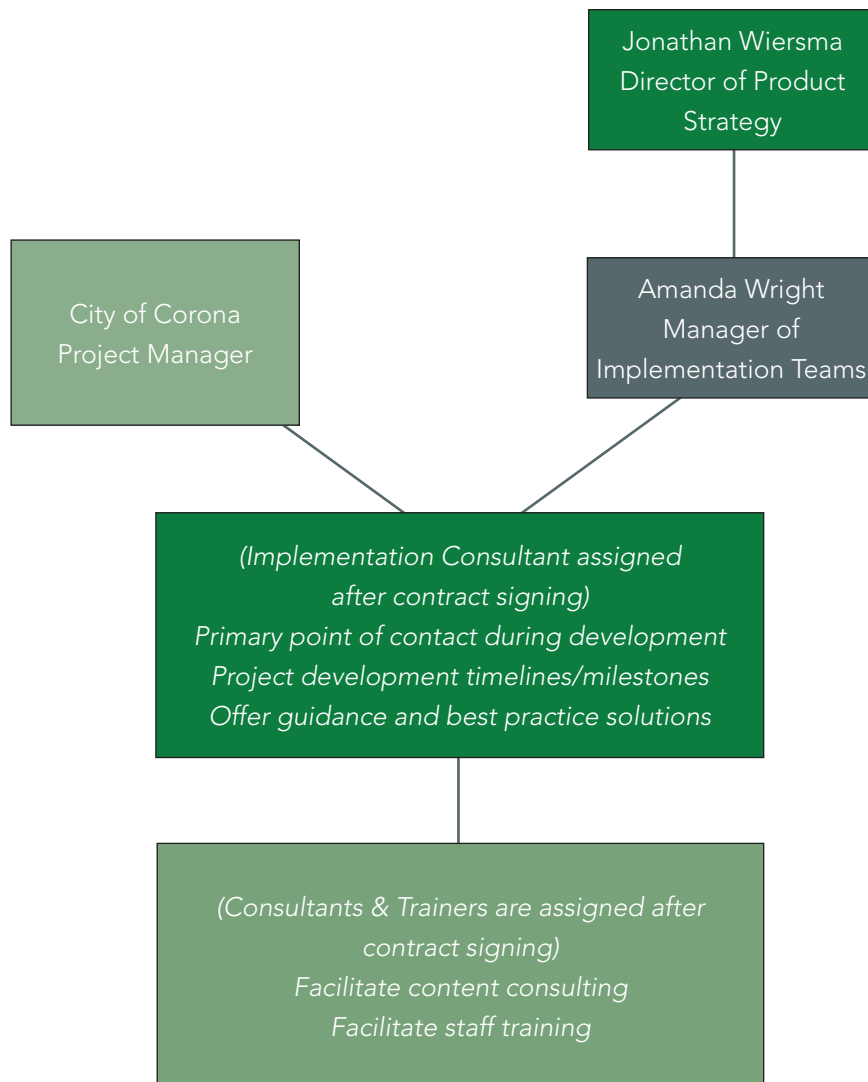 Jonathan Wiersma
Director of Product
Strategy
City of Corona
Project Manager
Amanda Wright
Manager of
Implementation Teams
(Implementation Consultant assigned
after contract signing)
Primary point of contact during development
Project development timelines/milestones
Offer guidance and best practice solutions
(Consultants & Trainers are assigned after
contract signing)
Facilitate content consulting
Facilitate staff training